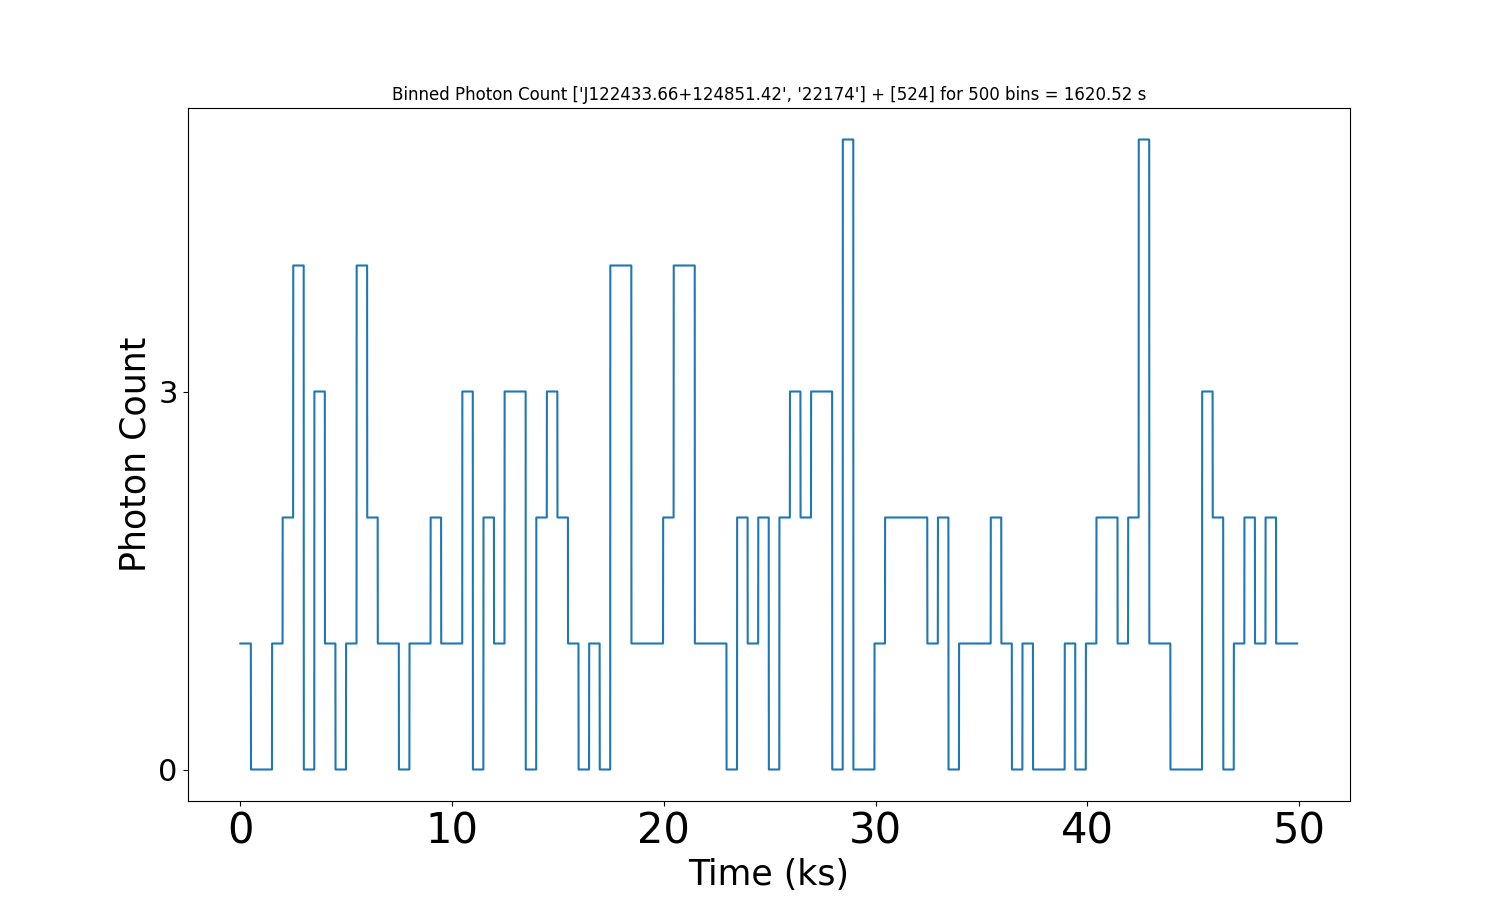 Binned Photon Count ['J122433.66+124851.42', '22174'] + [524] for 500 bins = 1620.52 s
Photon Count
3
0
0 10 20 30 40 50
Time (ks)